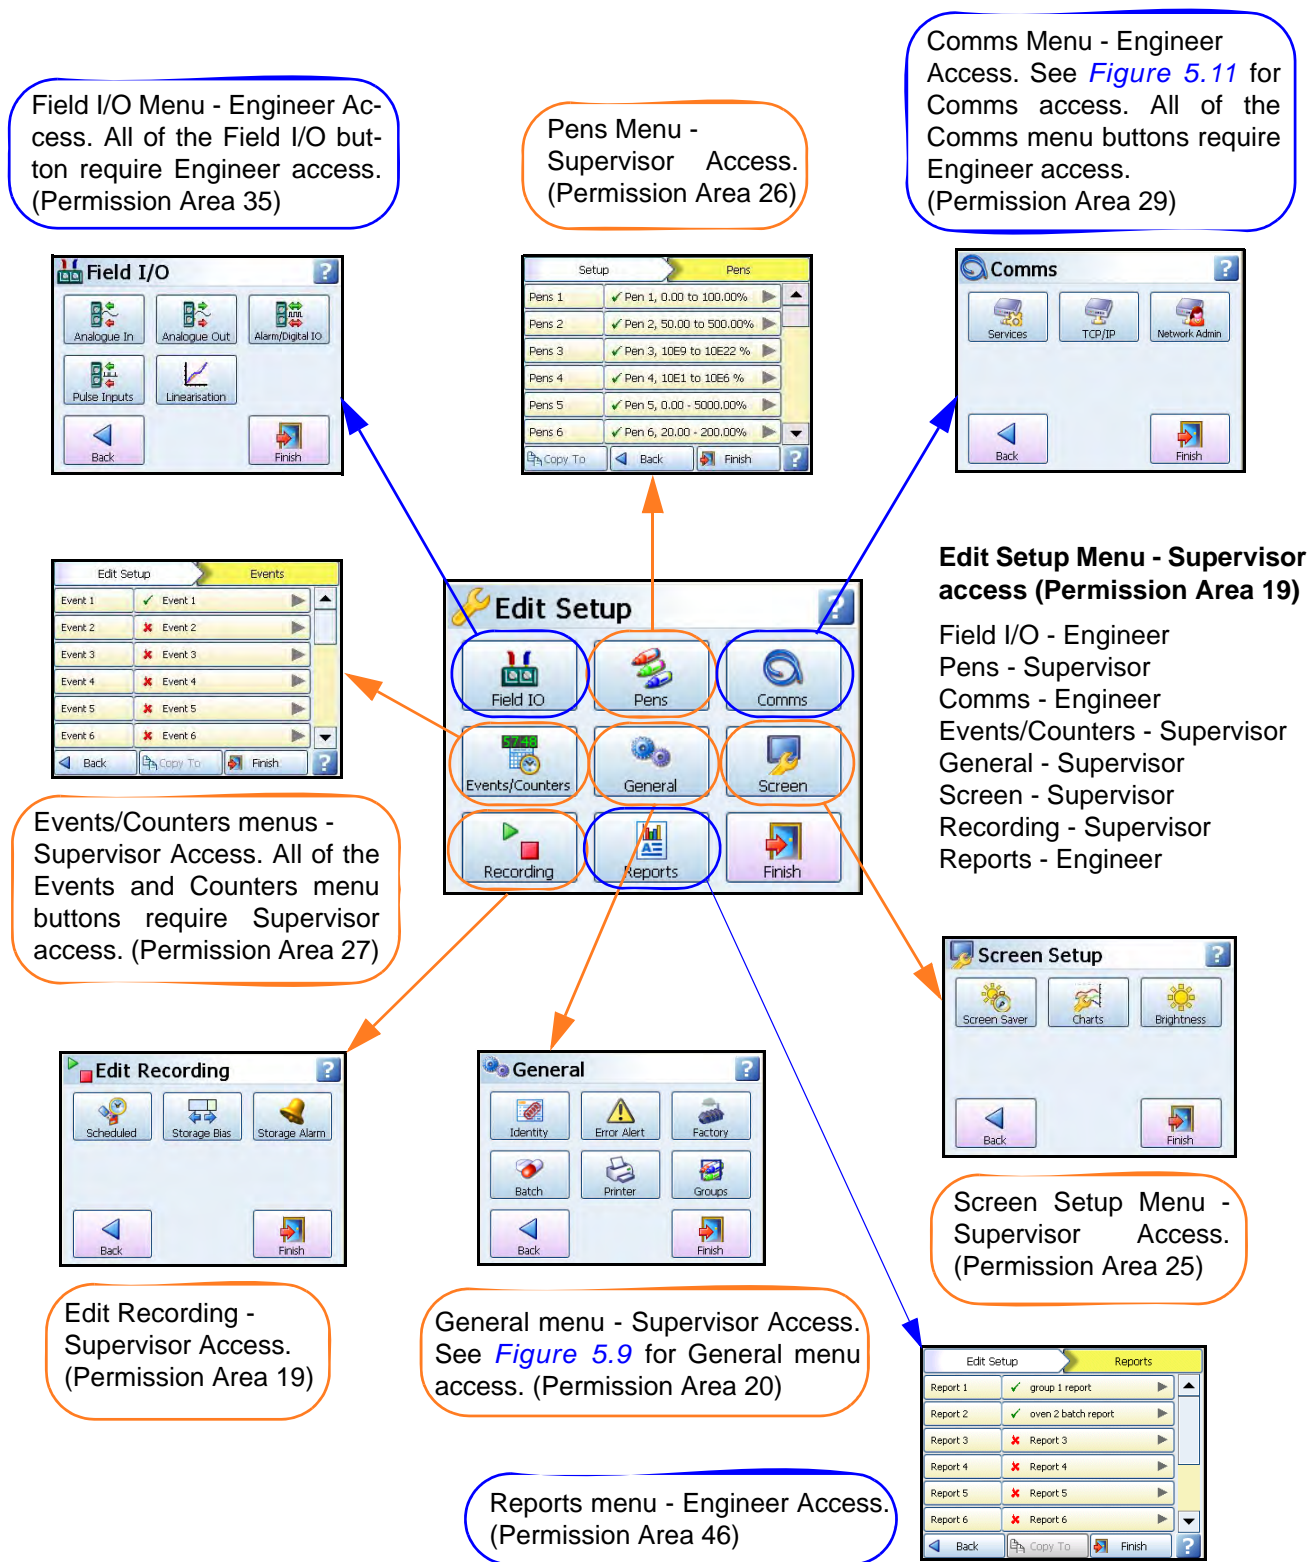 Comms Menu - Engineer
Access. See Figure 5.11 for
Comms access. All of the
Comms menu buttons require
Engineer access.
(Permission Area 29)
Field I/O Menu - Engineer Ac-
cess. All of the Field I/O but-
ton require Engineer access.
(Permission Area 35)
Pens Menu -
Supervisor Access.
(Permission Area 26)
Field I/O
?
Analogue In
Analogue Out
Alarm/Digital IO
Pulse Inputs
Linearisation
Back
Finish
Setup
Pens
Pens 1
Pen 1, 0.00 to 100.00%
Pens 2
Pen 2, 50.00 to 500.00%
Pens 3
Pen 3, 10E9 to 10E22 %
Pens 4
Pen 4, 10E1 to 10E6 %
Pens 5
Pen 5, 0.00 - 5000.00%
Pens 6
Pen 6, 20.00 - 200.00%
Copy To
Back
Finish
?
Comms
?
Services
TCP/IP
Network Admin
Back
Finish
Edit Setup
Events
Event 1
Event 1
Event 2
Event 2
Event 3
Event 3
Event 4
Event 4
Event 5
Event 5
Event 6
Event 6
Back
Copy To
Finish
?
Edit Setup
?
Field IO
Pens
Comms
57:48
Events/Counters
General
Screen
Recording
Reports
Finish
Edit Setup Menu - Supervisor
access (Permission Area 19)
Field I/O - Engineer
Pens - Supervisor
Comms - Engineer
Events/Counters - Supervisor
General - Supervisor
Screen - Supervisor
Recording - Supervisor
Reports - Engineer
Events/Counters menus -
Supervisor Access. All of the
Events and Counters menu
buttons require Supervisor
access. (Permission Area 27)
Screen Setup
?
Screen Saver
Charts
Brightness
Back
Finish
Edit Recording
?
Scheduled
Storage Bias
Storage Alarm
Back
Finish
General
?
Identity
Error Alert
Factory
Batch
Printer
Groups
Back
Finish
Screen Setup Menu -
Supervisor Access.
(Permission Area 25)
Edit Recording -
Supervisor Access.
(Permission Area 19)
General menu - Supervisor Access.
See Figure 5.9 for General menu
access. (Permission Area 20)
Edit Setup
Reports
Report 1
group 1 report
Report 2
oven 2 batch report
Report 3
Report 3
Report 4
Report 4
Report 5
Report 5
Report 6
Report 6
Back
Copy To
Finish
?
Reports menu - Engineer Access.
(Permission Area 46)